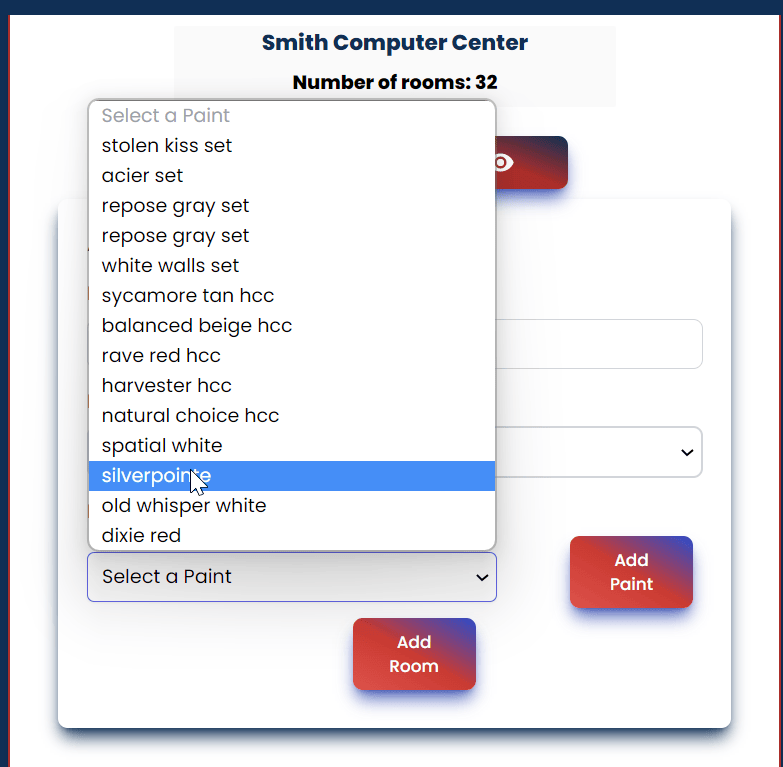 Smith Computer Center
Number of rooms: 32
Select a Paint
stolen kiss set
acier set
repose gray set
repose gray set
white walls set
sycamore tan hcc
balanced beige hcc
rave red hcc
harvester hcc
natural choice hcc
spatial white
silverpointe
old whisper white
dixie red
Select a Paint
Add
Paint
Add
Room